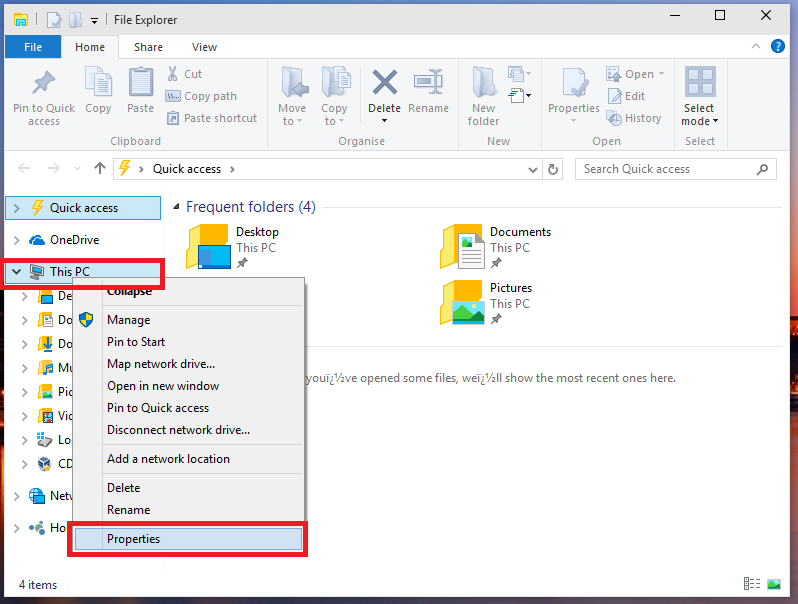 File Explorer
File Home Share View
Pin to Quick access
Copy
Paste
Cut
Copy path
Paste shortcut
Clipboard
Move to
Copy to
Delete
Rename
Organise
New folder
New
Properties
Open
Edit
History
Open
Select mode
Select
Quick access
Search Quick access
Quick access
OneDrive
This PC
De
Do
Do
Mu
Pic
Vic
Lo
CD
Netw
Ho
Frequent folders (4)
Desktop
This PC
Documents
This PC
Pictures
This PC
youï¿½ve opened some files, weï¿½ll show the most recent ones here.
Collapse
Manage
Pin to Start
Map network drive...
Open in new window
Pin to Quick access
Disconnect network drive...
Add a network location
Delete
Rename
Properties
4 items